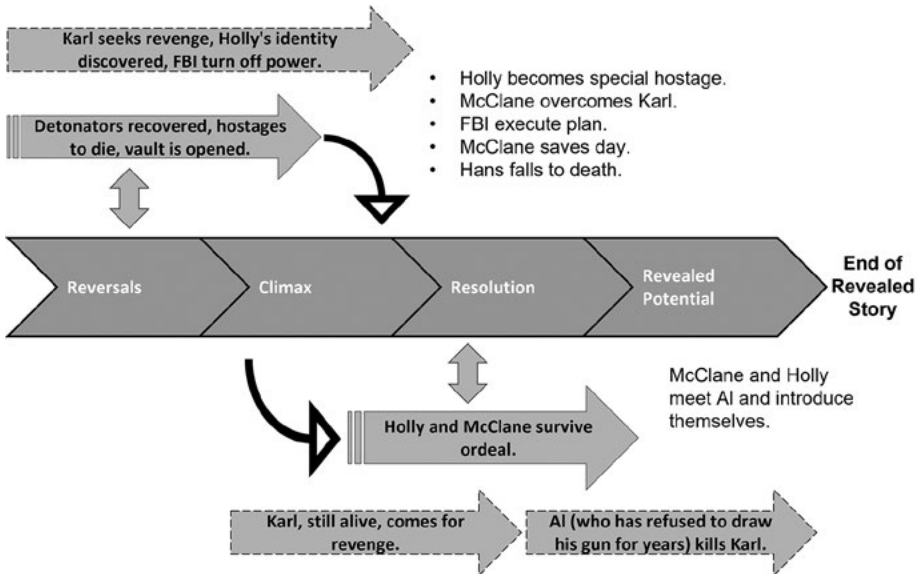 Karl seeks revenge, Holly's identity
discovered, FBI turn off power.
• Holly becomes special hostage.
• McClane overcomes Karl.
• FBI execute plan.
• McClane saves day.
• Hans falls to death.
Detonators recovered, hostages
to die, vault is opened.
Reversals
Climax
Resolution
Revealed
Potential
End of
Revealed
Story
McClane and Holly
meet Al and introduce
themselves.
Holly and McClane survive
ordeal.
Karl, still alive, comes for
revenge.
Al (who has refused to draw
his gun for years) kills Karl.